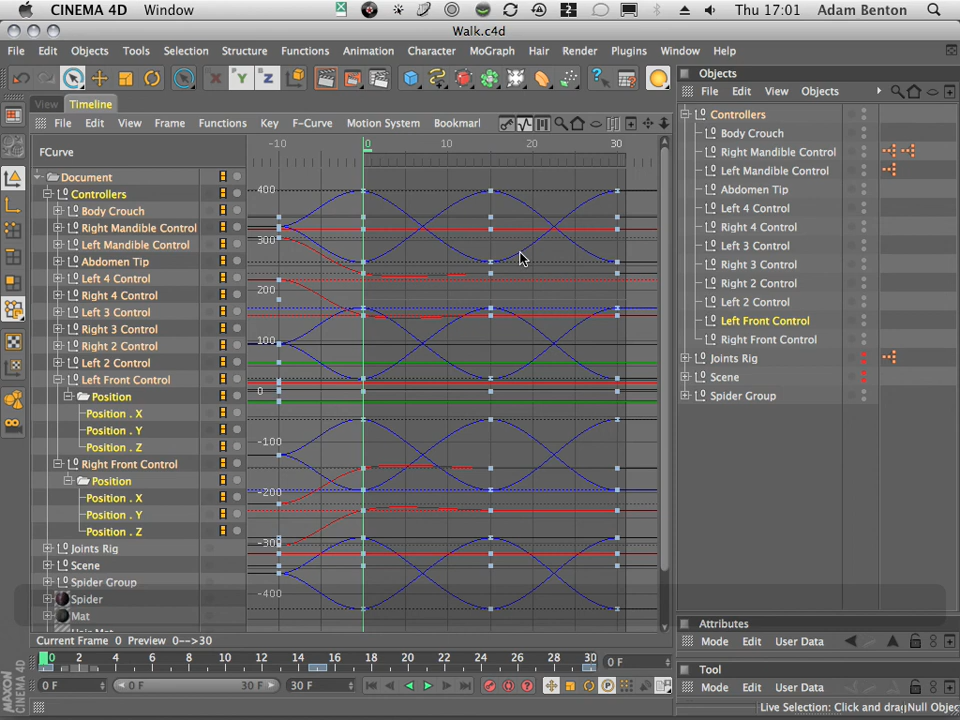 CINEMA 4D Window Thu 17:01 Adam Benton
Walk.c4d
File Edit Objects Tools Selection Structure Functions Animation Character MoGraph Hair Render Plugins Window Help
X Y Z
View Timeline
File Edit View Frame Functions Key F-Curve Motion System Bookmarl
FCurve
-10 0 10 20 30
Document
Controllers
Body Crouch
Right Mandible Control
Left Mandible Control
Abdomen Tip
Left 4 Control
Right 4 Control
Left 3 Control
Right 3 Control
Right 2 Control
Left 2 Control
Left Front Control
Position
Position . X
Position . Y
Position . Z
Right Front Control
Position
Position . X
Position . Y
Position . Z
Joints Rig
Scene
Spider Group
Spider
Mat
400
300
200
100
0
-100
-200
-300
-400
Current Frame 0 Preview 0-->30
0 2 4 6 8 10 12 14 16 18 20 22 24 26 28 30 0 F
0 F 0 F 30 F 30 F
Objects
File Edit View Objects
Controllers
Body Crouch
Right Mandible Control
Left Mandible Control
Abdomen Tip
Left 4 Control
Right 4 Control
Left 3 Control
Right 3 Control
Right 2 Control
Left 2 Control
Left Front Control
Right Front Control
Joints Rig
Scene
Spider Group
Attributes
Mode Edit User Data
Tool
Mode Edit User Data
Live Selection: Click and drag
Null Objec
MAXON
CINEMA 4D